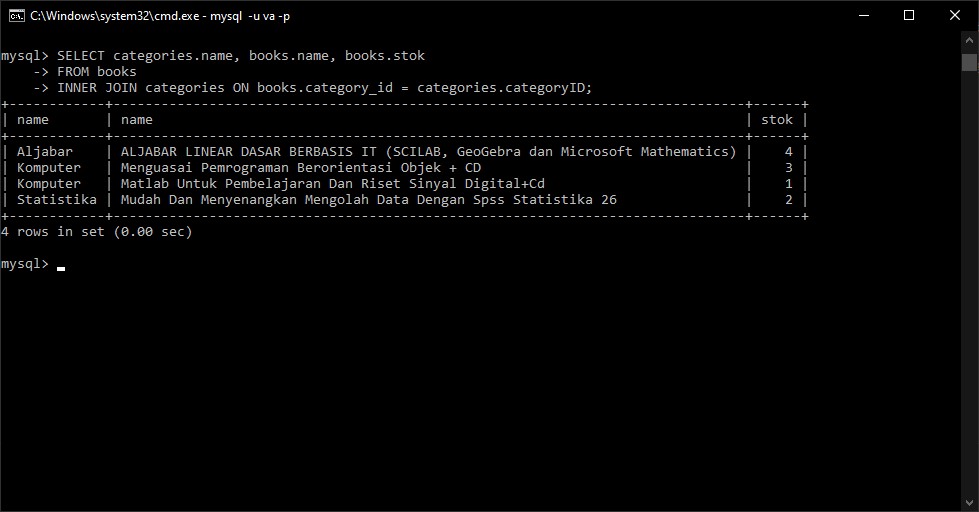 C:\Windows\system32\cmd.exe - mysql  -u va -p
mysql> SELECT categories.name, books.name, books.stok
    -> FROM books
    -> INNER JOIN categories ON books.category_id = categories.categoryID;
+------------+-------------------------------------------------------------------------------+------+
| name       | name                                                                          | stok |
+------------+-------------------------------------------------------------------------------+------+
| Aljabar    | ALJABAR LINEAR DASAR BERBASIS IT (SCILAB, GeoGebra dan Microsoft Mathematics) |    4 |
| Komputer   | Menguasai Pemrograman Berorientasi Objek + CD                                 |    3 |
| Komputer   | Matlab Untuk Pembelajaran Dan Riset Sinyal Digital+Cd                         |    1 |
| Statistika | Mudah Dan Menyenangkan Mengolah Data Dengan Spss Statistika 26                |    2 |
+------------+-------------------------------------------------------------------------------+------+
4 rows in set (0.00 sec)
mysql>